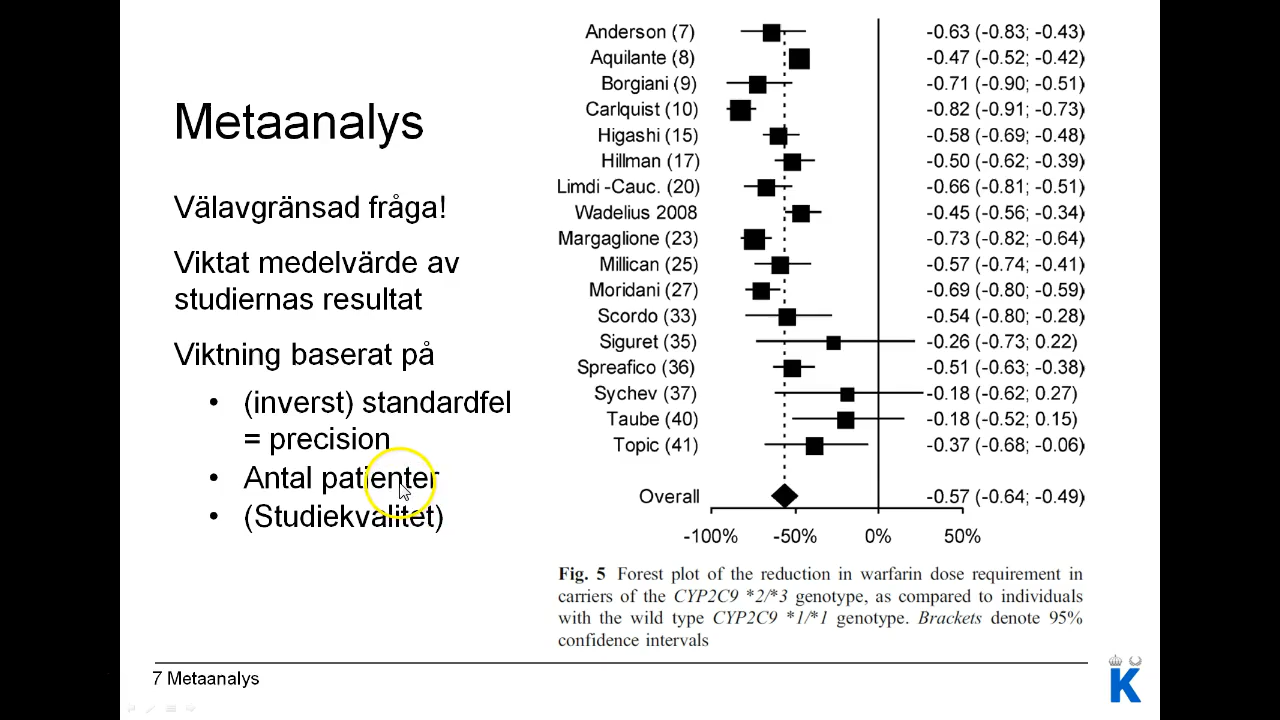 Metaanalys
Välavgränsad fråga!
Viktat medelvärde av
studiernas resultat
Viktning baserat på
• (inverst) standardfel
= precision
• Antal patienter
• (Studiekvalitet)
Anderson (7) -0.63 (-0.83; -0.43)
Aquilante (8) -0.47 (-0.52; -0.42)
Borgiani (9) -0.71 (-0.90; -0.51)
Carlquist (10) -0.82 (-0.91; -0.73)
Higashi (15) -0.58 (-0.69; -0.48)
Hillman (17) -0.50 (-0.62; -0.39)
Limdi -Cauc. (20) -0.66 (-0.81; -0.51)
Wadelius 2008 -0.45 (-0.56; -0.34)
Margaglione (23) -0.73 (-0.82; -0.64)
Millican (25) -0.57 (-0.74; -0.41)
Moridani (27) -0.69 (-0.80; -0.59)
Scordo (33) -0.54 (-0.80; -0.28)
Siguret (35) -0.26 (-0.73; 0.22)
Spreafico (36) -0.51 (-0.63; -0.38)
Sychev (37) -0.18 (-0.62; 0.27)
Taube (40) -0.18 (-0.52; 0.15)
Topic (41) -0.37 (-0.68; -0.06)
Overall -0.57 (-0.64; -0.49)
-100% -50% 0% 50%
Fig. 5 Forest plot of the reduction in warfarin dose requirement in
carriers of the CYP2C9 *2/*3 genotype, as compared to individuals
with the wild type CYP2C9 *1/*1 genotype. Brackets denote 95%
confidence intervals
7 Metaanalys
K